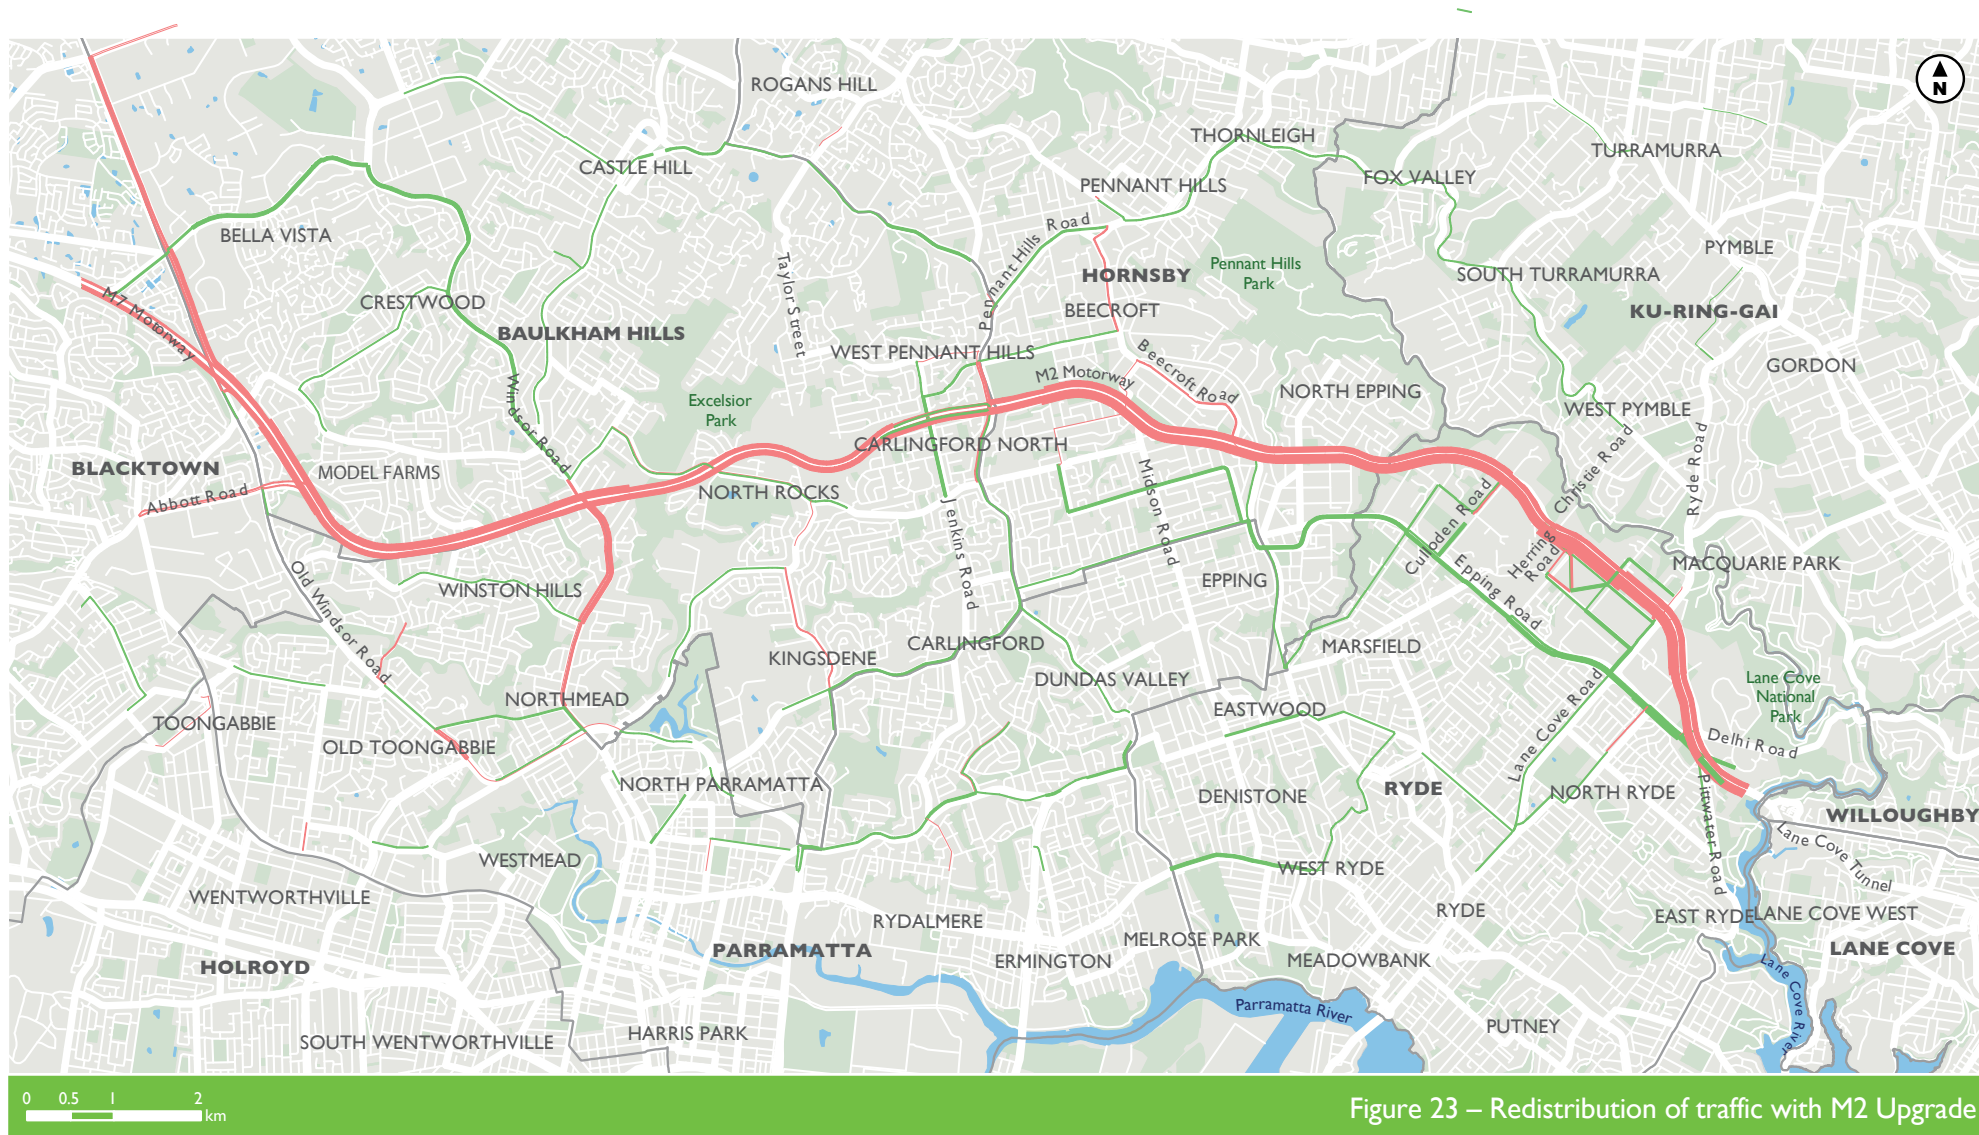 N
ROGANS HILL
THORNLEIGH
TURRAMURRA
CASTLE HILL
FOX VALLEY
PENNANT HILLS
Pennant Hills Road
BELLA VISTA
PYMBLE
Taylor Street
Pennant Hills
Park
HORNSBY
SOUTH TURRAMURRA
M7 Motorway
CRESTWOOD
BEECROFT
KU-RING-GAI
BAULKHAM HILLS
WEST PENNANT HILLS
Beecroft Road
GORDON
M2 Motorway
NORTH EPPING
Windsor Road
Excelsior
Park
WEST PYMBLE
CARLINGFORD NORTH
Christie Road
Ryde Road
BLACKTOWN
MODEL FARMS
Abbott Road
NORTH ROCKS
Jenkins Road
Midson Road
Culloden Road
Herring
Road
Epping Road
MACQUARIE PARK
EPPING
Old Windsor Road
WINSTON HILLS
CARLINGFORD
MARSFIELD
KINGSDENE
DUNDAS VALLEY
Lane Cove
National
Park
NORTHMEAD
EASTWOOD
Lane Cove Road
TOONGABBIE
OLD TOONGABBIE
Delhi Road
NORTH PARRAMATTA
DENISTONE
RYDE
NORTH RYDE
Pittwater Road
WILLOUGHBY
Lane Cove Tunnel
WESTMEAD
WEST RYDE
WENTWORTHVILLE
RYDALMERE
RYDE
EAST RYDE
LANE COVE WEST
PARRAMATTA
MELROSE PARK
LANE COVE
HOLROYD
ERMINGTON
MEADOWBANK
Lane Cove River
Parramatta River
SOUTH WENTWORTHVILLE
HARRIS PARK
PUTNEY
0 0.5 1 2
km
Figure 23 – Redistribution of traffic with M2 Upgrade